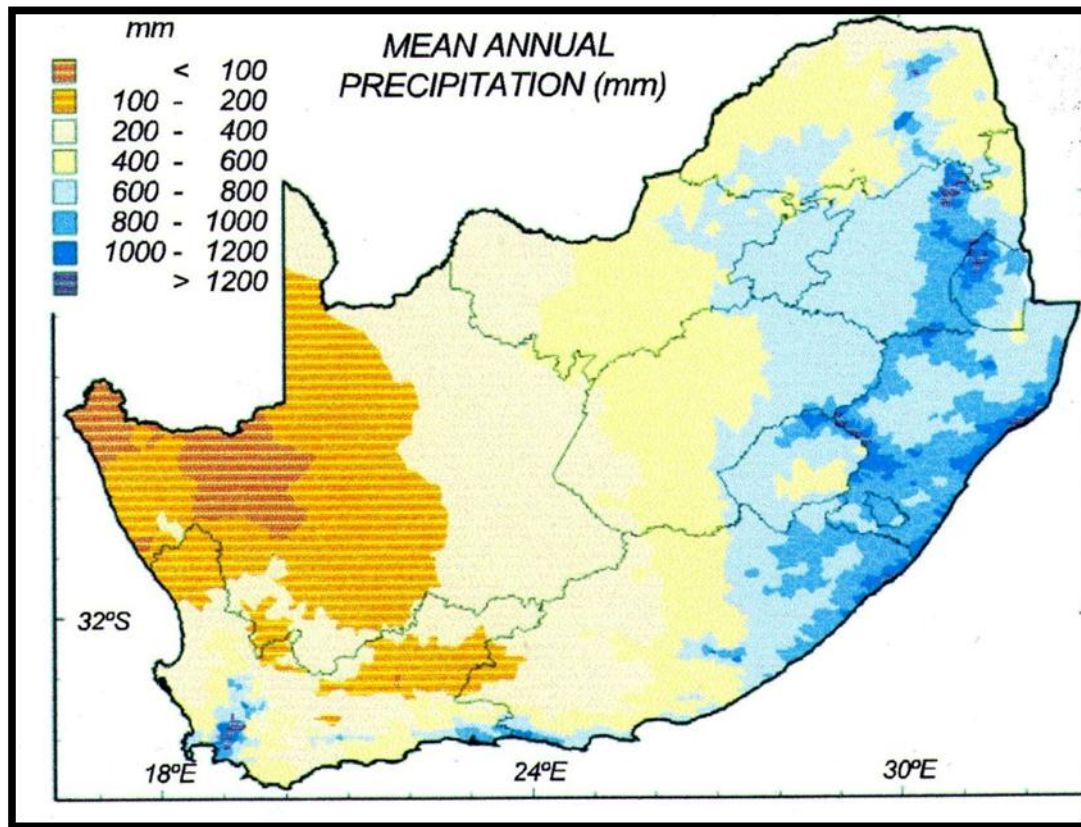 mm
MEAN ANNUAL
PRECIPITATION (mm)
< 100
100 - 200
200 - 400
400 - 600
600 - 800
800 - 1000
1000 - 1200
> 1200
32ºS
18ºE
24ºE
30ºE